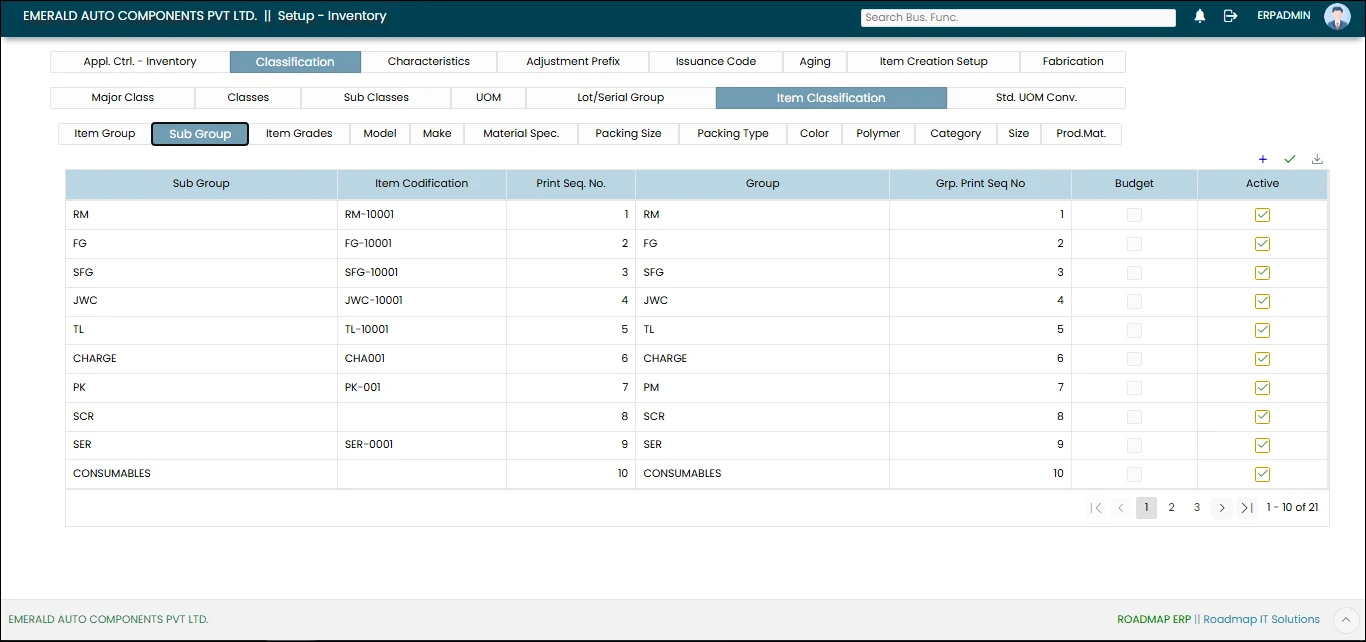 EMERALD AUTO COMPONENTS PVT LTD. || Setup - Inventory Search Bus. Func. ERPADMIN
Appl. Ctrl. - Inventory Classification Characteristics Adjustment Prefix Issuance Code Aging Item Creation Setup Fabrication
Major Class Classes Sub Classes UOM Lot/Serial Group Item Classification Std. UOM Conv.
Item Group Sub Group Item Grades Model Make Material Spec. Packing Size Packing Type Color Polymer Category Size Prod.Mat.
Sub Group Item Codification Print Seq. No. Group Grp. Print Seq No Budget Active
RM RM-10001 1 RM 1
FG FG-10001 2 FG 2
SFG SFG-10001 3 SFG 3
JWC JWC-10001 4 JWC 4
TL TL-10001 5 TL 5
CHARGE CHA001 6 CHARGE 6
PK PK-001 7 PM 7
SCR 8 SCR 8
SER SER-0001 9 SER 9
CONSUMABLES 10 CONSUMABLES 10
1 2 3 1 - 10 of 21
EMERALD AUTO COMPONENTS PVT LTD. ROADMAP ERP || Roadmap IT Solutions